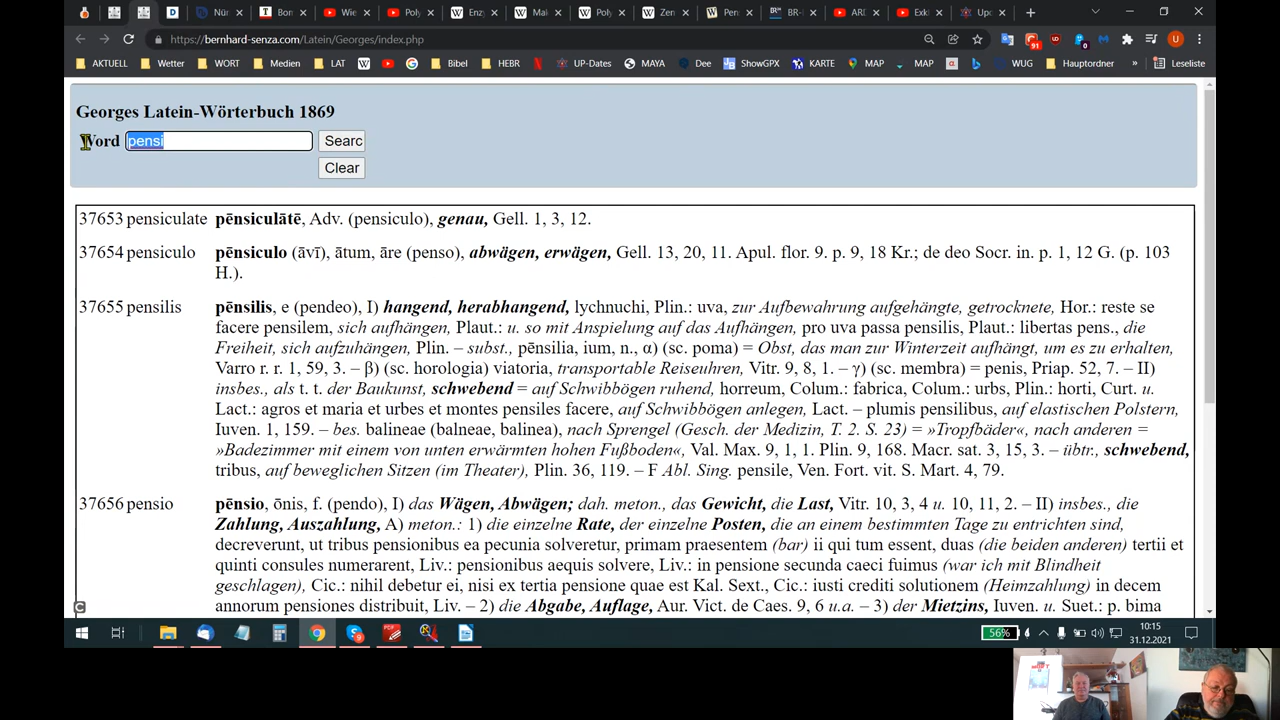 Nür
Bon
Wie
Poly
Enzy
Mak
Poly
Zen
Pen
BR-I
ARD
Exkl
Upd
https://bernhard-senza.com/Latein/Georges/index.php
91
0
U
AKTUELL Wetter WORT Medien LAT Bibel HEBR UP-Dates MAYA Dee ShowGPX KARTE MAP MAP WUG Hauptordner » Leseliste
Georges Latein-Wörterbuch 1869
Word pensi Searc
Clear
37653 pensiculate pēnsiculātē, Adv. (pensiculo), genau, Gell. 1, 3, 12.
37654 pensiculo pēnsiculo (āvī), ātum, āre (penso), abwägen, erwägen, Gell. 13, 20, 11. Apul. flor. 9. p. 9, 18 Kr.; de deo Socr. in. p. 1, 12 G. (p. 103
H.).
37655 pensilis pēnsilis, e (pendeo), I) hangend, herabhangend, lychnuchi, Plin.: uva, zur Aufbewahrung aufgehängte, getrocknete, Hor.: reste se
facere pensilem, sich aufhängen, Plaut.: u. so mit Anspielung auf das Aufhängen, pro uva passa pensilis, Plaut.: libertas pens., die
Freiheit, sich aufzuhängen, Plin. – subst., pēnsilia, ium, n., α) (sc. poma) = Obst, das man zur Winterzeit aufhängt, um es zu erhalten,
Varro r. r. 1, 59, 3. – β) (sc. horologia) viatoria, transportable Reiseuhren, Vitr. 9, 8, 1. – γ) (sc. membra) = penis, Priap. 52, 7. – II)
insbes., als t. t. der Baukunst, schwebend = auf Schwibbögen ruhend, horreum, Colum.: fabrica, Colum.: urbs, Plin.: horti, Curt. u.
Lact.: agros et maria et urbes et montes pensiles facere, auf Schwibbögen anlegen, Lact. – plumis pensilibus, auf elastischen Polstern,
Iuven. 1, 159. – bes. balineae (balneae, balinea), nach Sprengel (Gesch. der Medizin, T. 2. S. 23) = »Tropfbäder«, nach anderen =
»Badezimmer mit einem von unten erwärmten hohen Fußboden«, Val. Max. 9, 1, 1. Plin. 9, 168. Macr. sat. 3, 15, 3. – übtr., schwebend,
tribus, auf beweglichen Sitzen (im Theater), Plin. 36, 119. – F Abl. Sing. pensile, Ven. Fort. vit. S. Mart. 4, 79.
37656 pensio pēnsio, ōnis, f. (pendo), I) das Wägen, Abwägen; dah. meton., das Gewicht, die Last, Vitr. 10, 3, 4 u. 10, 11, 2. – II) insbes., die
Zahlung, Auszahlung, A) meton.: 1) die einzelne Rate, der einzelne Posten, die an einem bestimmten Tage zu entrichten sind,
decreverunt, ut tribus pensionibus ea pecunia solveretur, primam praesentem (bar) ii qui tum essent, duas (die beiden anderen) tertii et
quinti consules numerarent, Liv.: pensionibus aequis solvere, Liv.: in pensione secunda caeci fuimus (war ich mit Blindheit
geschlagen), Cic.: nihil debetur ei, nisi ex tertia pensione quae est Kal. Sext., Cic.: iusti crediti solutionem (Heimzahlung) in decem
annorum pensiones distribuit, Liv. – 2) die Abgabe, Auflage, Aur. Vict. de Caes. 9, 6 u.a. – 3) der Mietzins, Iuven. u. Suet.: p. bima
56%
10:15
31.12.2021